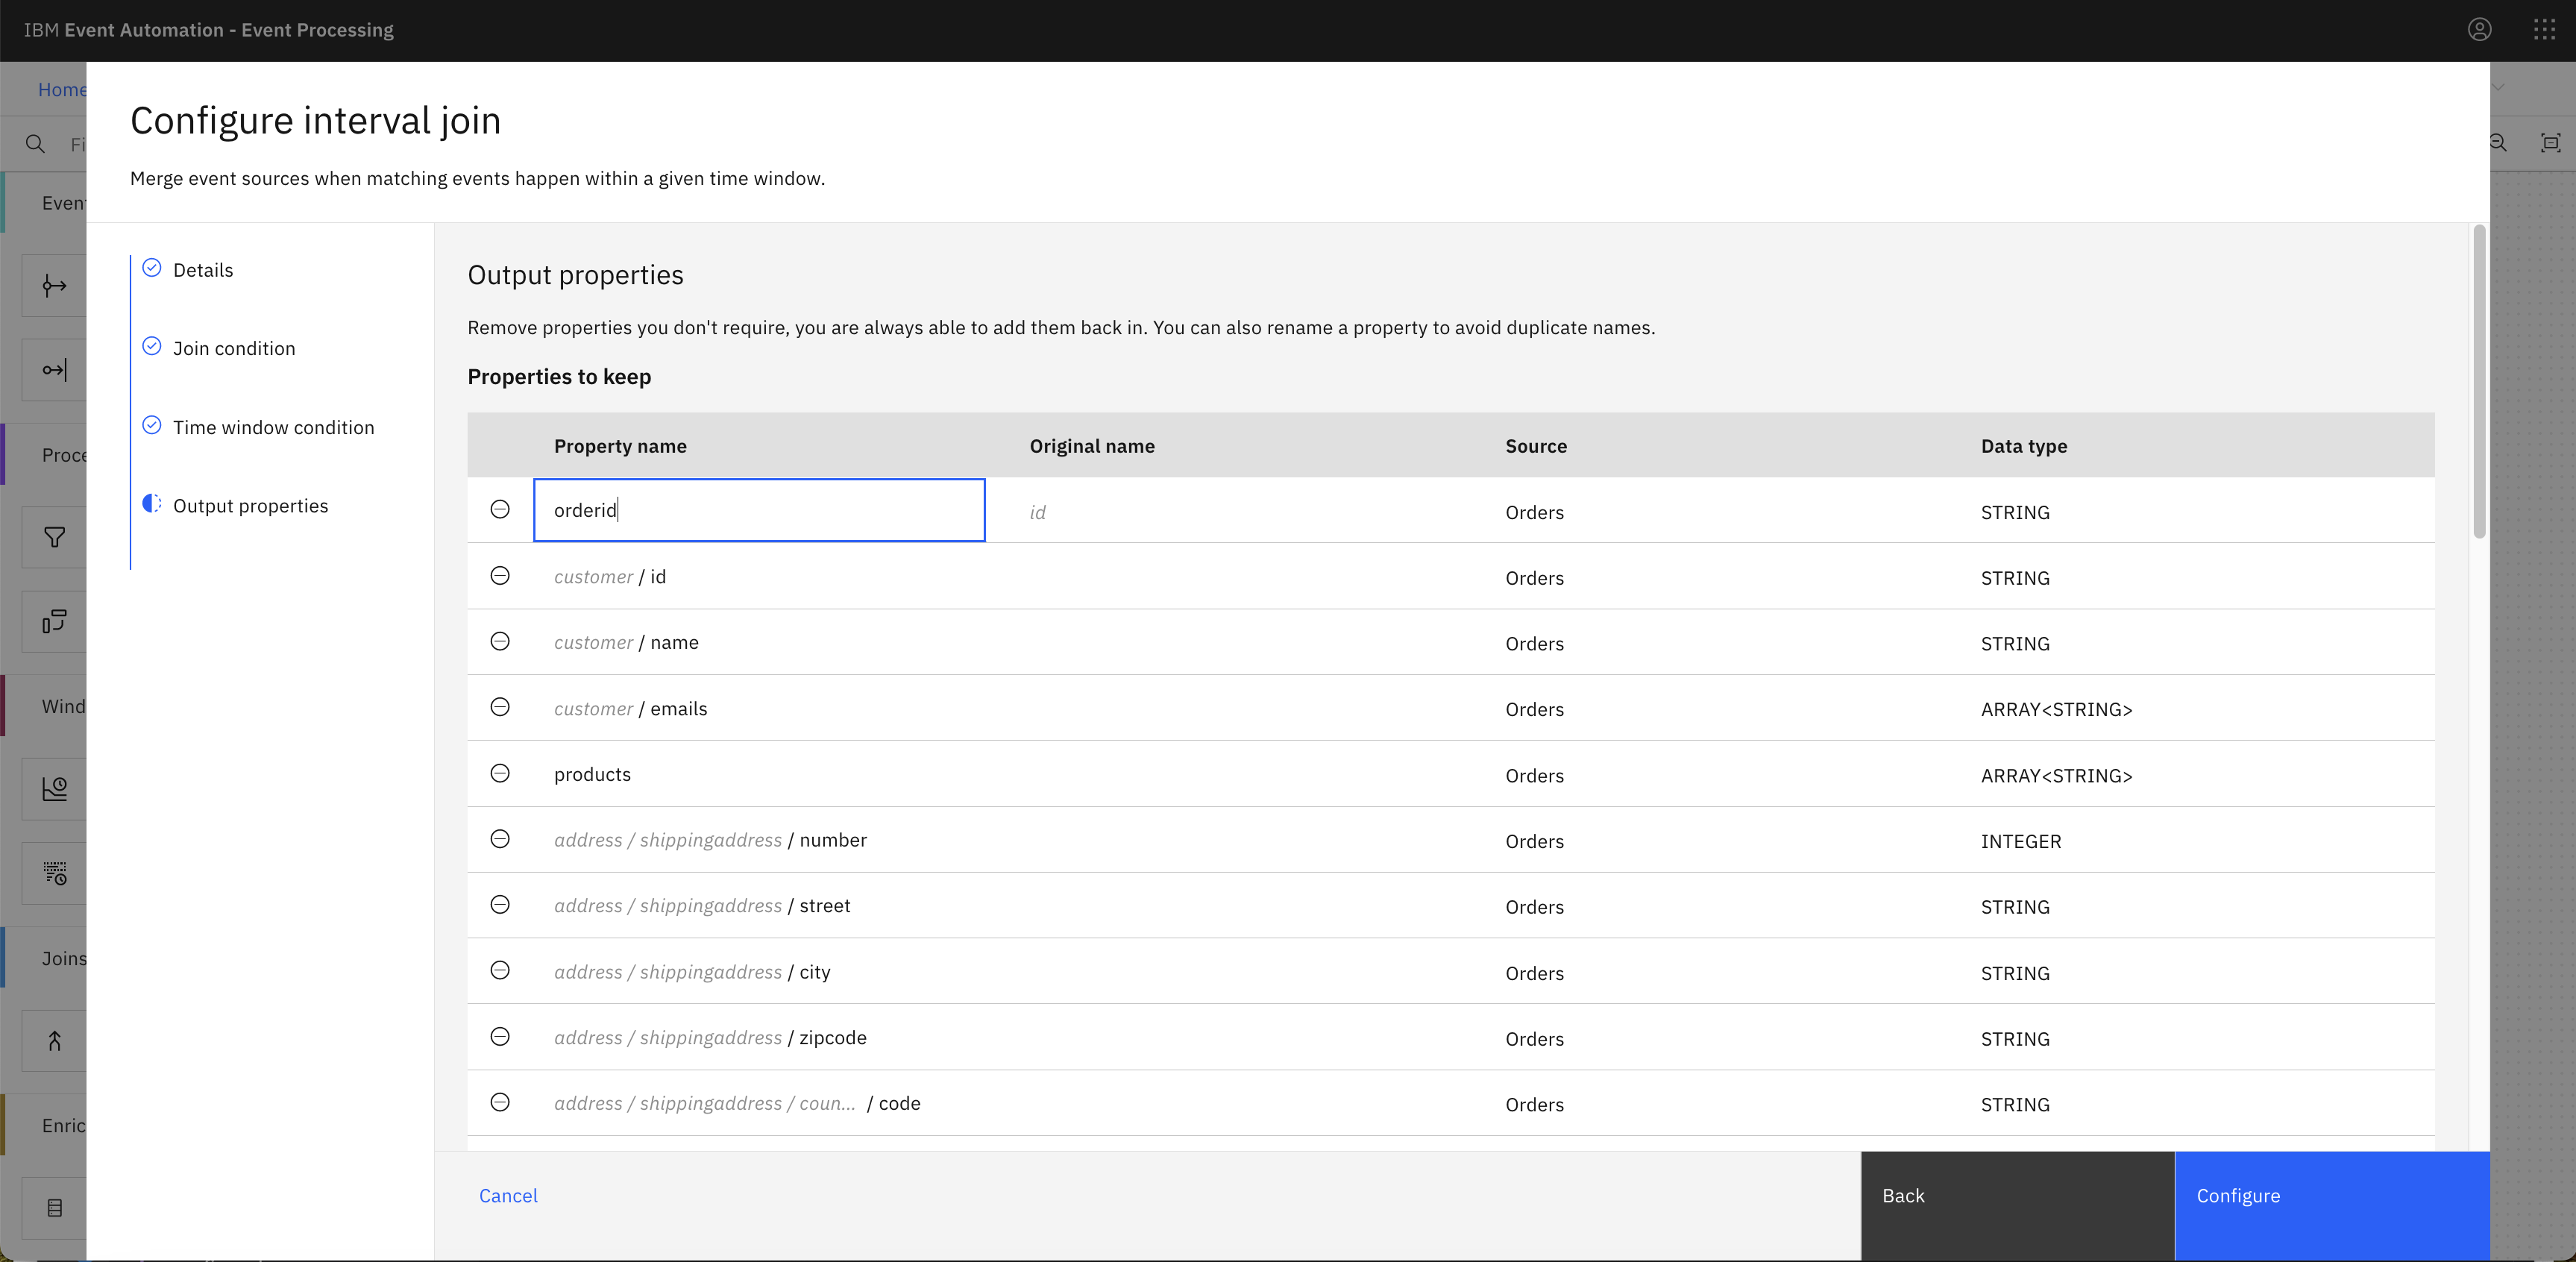 IBM Event Automation - Event Processing
Home
Fi
Configure interval join
Merge event sources when matching events happen within a given time window.
Even
Proce
Wind
Joins
Enric
Details
Join condition
Time window condition
Output properties
Output properties
Remove properties you don't require, you are always able to add them back in. You can also rename a property to avoid duplicate names.
Properties to keep
Property name Original name Source Data type
orderid id Orders STRING
customer / id Orders STRING
customer / name Orders STRING
customer / emails Orders ARRAY<STRING>
products Orders ARRAY<STRING>
address / shippingaddress / number Orders INTEGER
address / shippingaddress / street Orders STRING
address / shippingaddress / city Orders STRING
address / shippingaddress / zipcode Orders STRING
address / shippingaddress / coun... / code Orders STRING
Cancel Back Configure